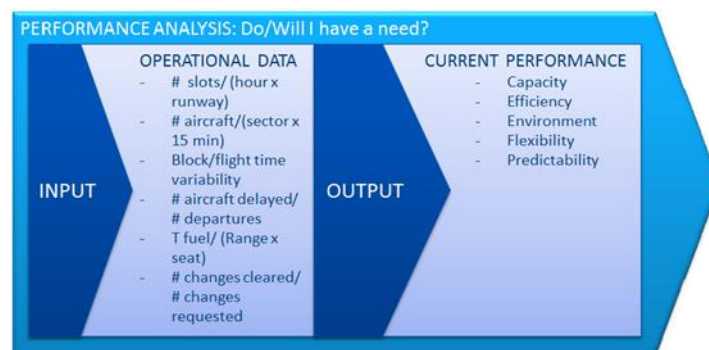 PERFORMANCE ANALYSIS: Do/Will I have a need?
INPUT
OPERATIONAL DATA
- # slots/ (hour x
runway)
- # aircraft/(sector x
15 min)
- Block/flight time
variability
- # aircraft delayed/
# departures
- T fuel/ (Range x
seat)
- # changes cleared/
# changes
requested
OUTPUT
CURRENT PERFORMANCE
- Capacity
- Efficiency
- Environment
- Flexibility
- Predictability